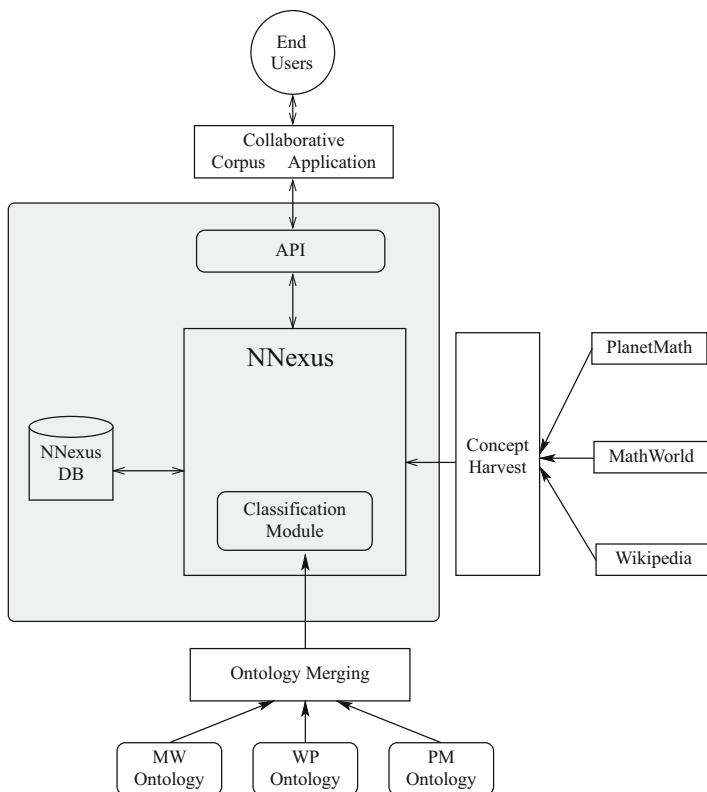 End
Users
Collaborative
Corpus Application
API
NNexus
PlanetMath
NNexus
DB
Concept
Harvest
MathWorld
Classification
Module
Wikipedia
Ontology Merging
MW
Ontology
WP
Ontology
PM
Ontology